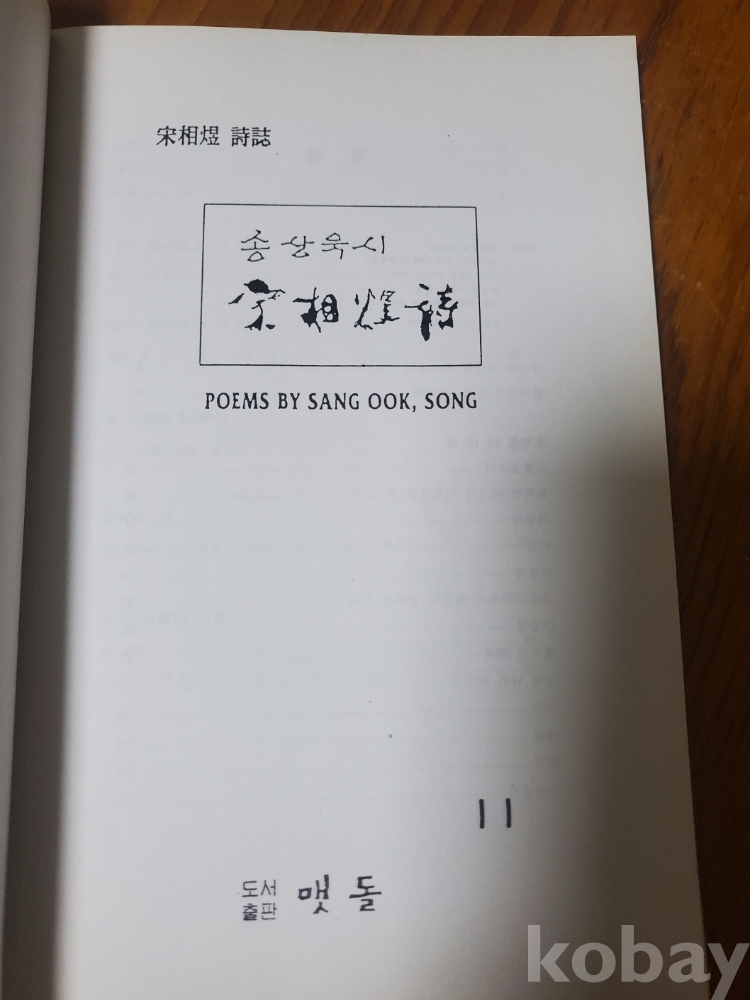 宋相煜 詩誌
송상욱시
宋相煜詩
POEMS BY SANG OOK, SONG
11
도서
출판 맷돌
kobay